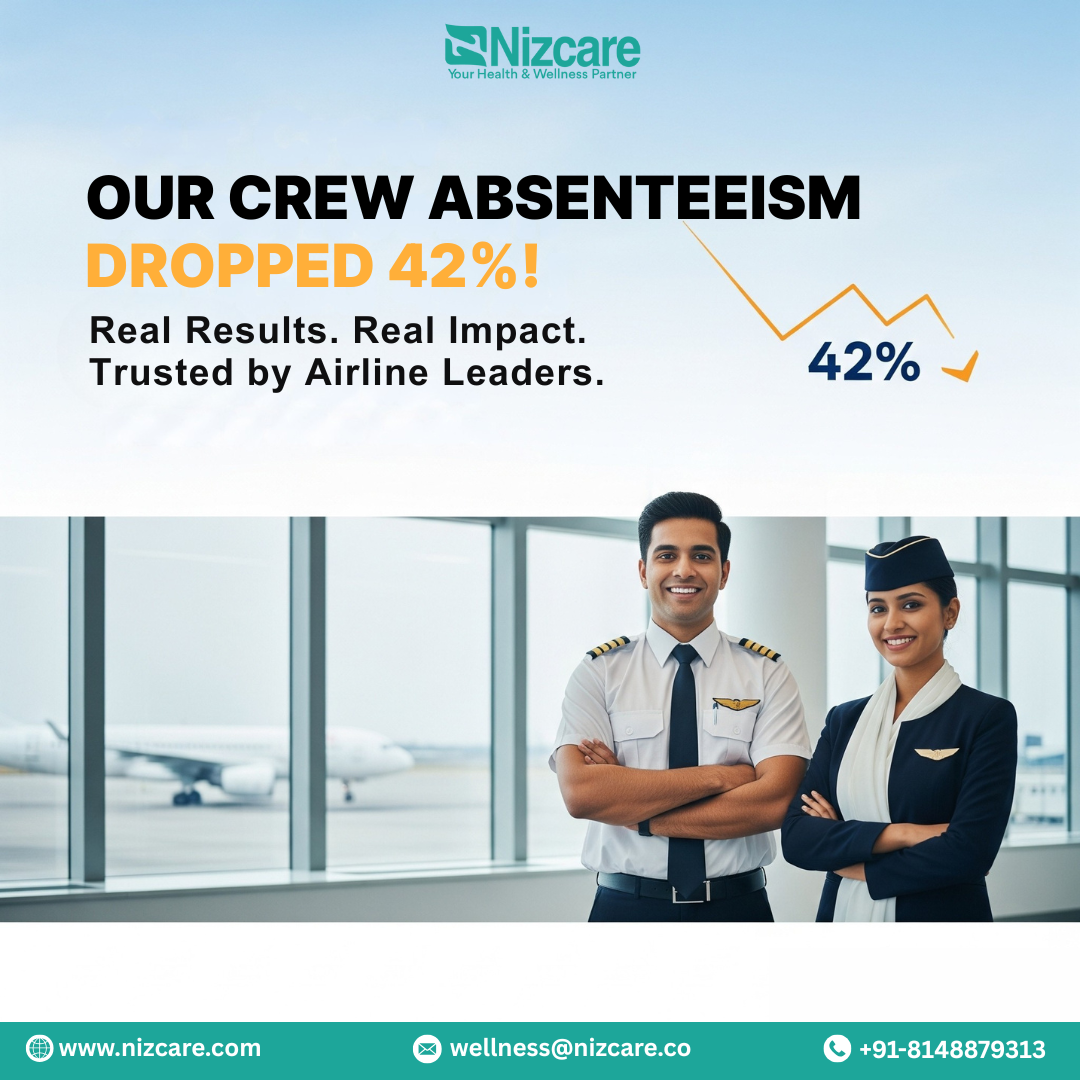 Nizcare
Your Health & Wellness Partner
OUR CREW ABSENTEEISM
DROPPED 42%!
Real Results. Real Impact.
Trusted by Airline Leaders.
42%
www.nizcare.com
wellness@nizcare.co
+91-8148879313